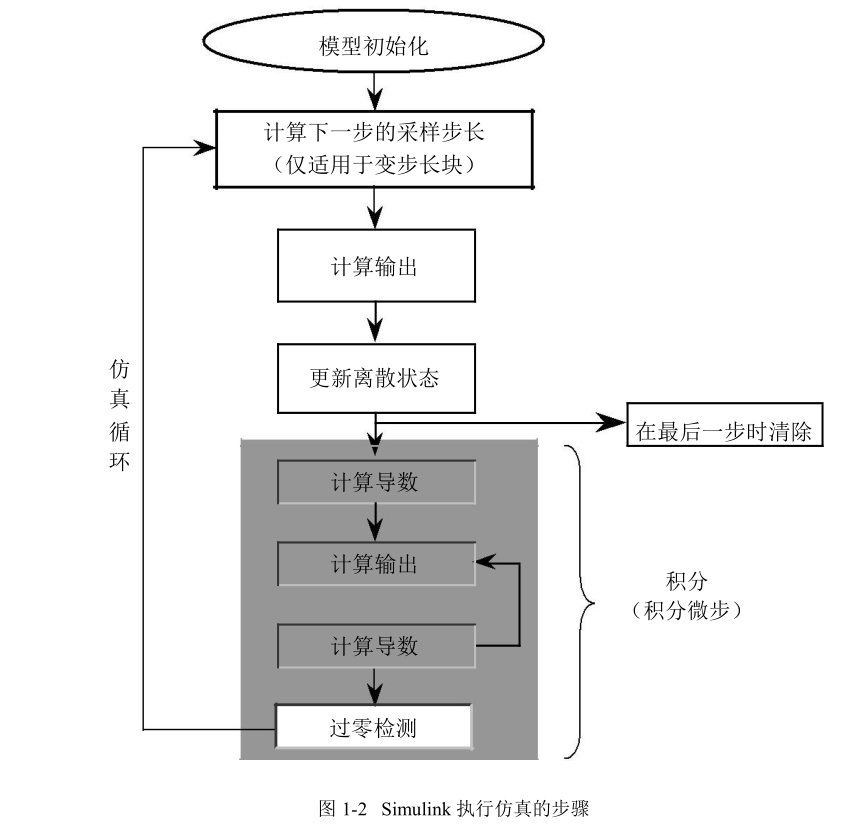 模型初始化
计算下一步的采样步长
（仅适用于变步长块）
计算输出
更新离散状态
仿真循环
在最后一步时清除
计算导数
计算输出
计算导数
过零检测
积分
（积分微步）
图 1-2 Simulink 执行仿真的步骤